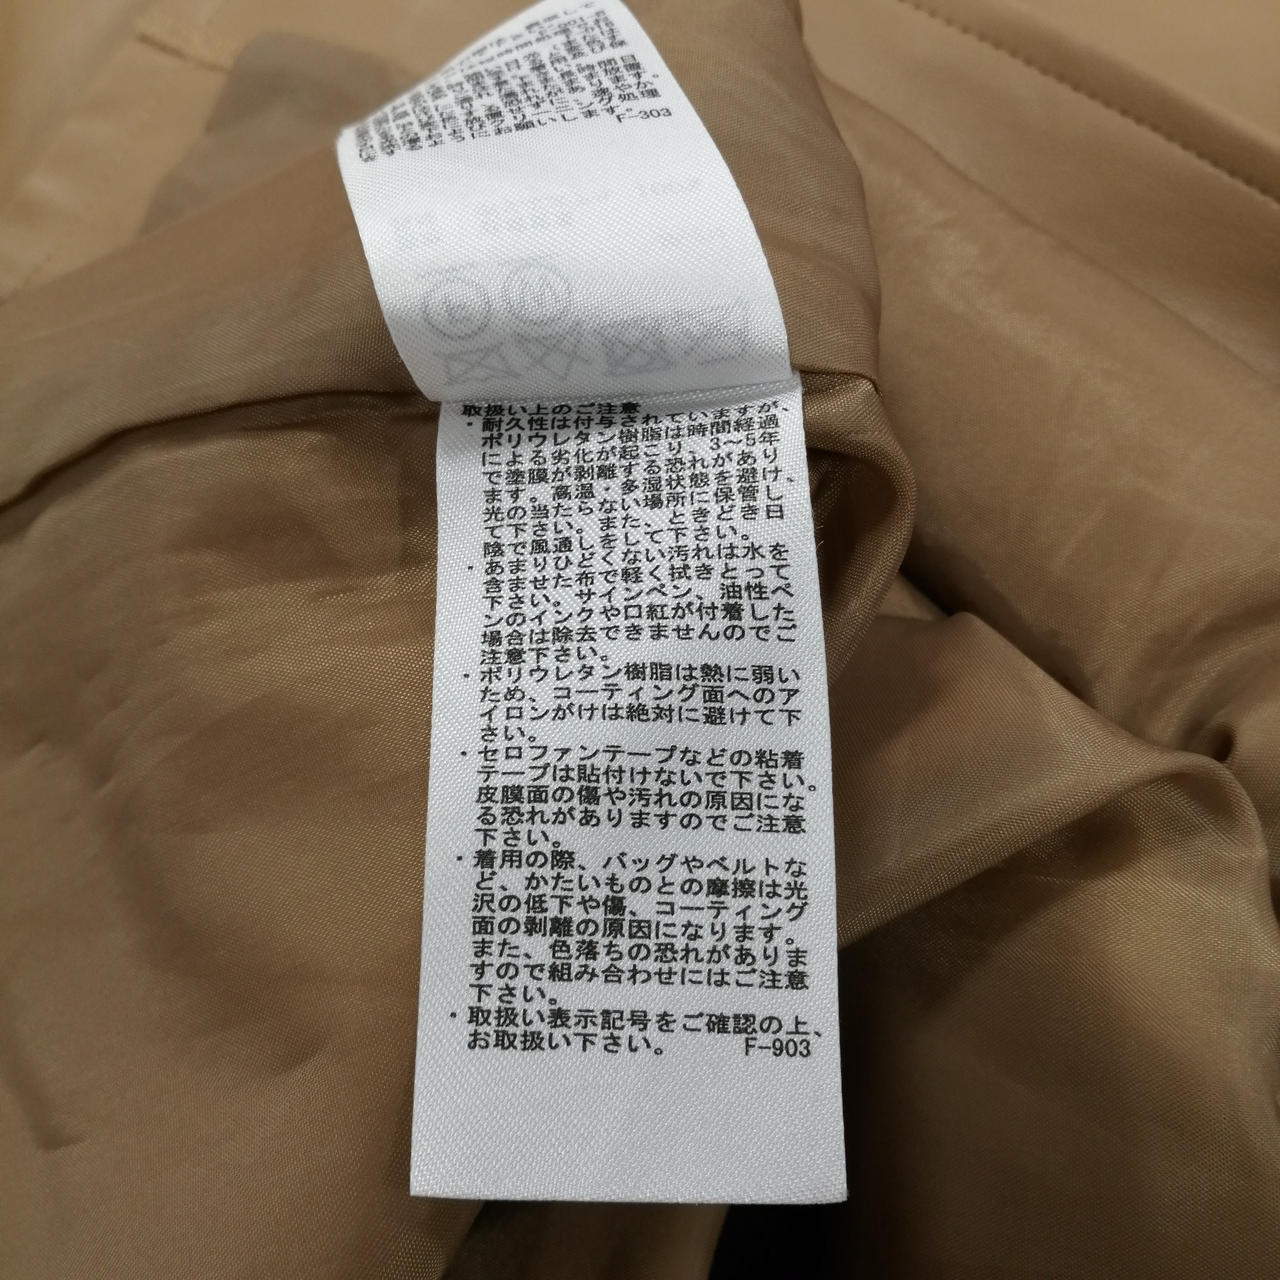 F-303
取扱い上のご注意
・耐久性は付与されていますが、
ポリウレタン樹脂は、時間経過
による劣化が起こり、3～5年
で塗膜が剥離する恐れがあり
ます。高温・多湿状態を避け、
光の当たらない場所に保管し
て下さい。また、ときどき日
陰で風通しをして下さい。
・あまりひどくない汚れは水を
含ませた布で軽く拭きとって
下さい。サインペン、油性ペ
ンのインクや口紅が付着した
場合は除去できませんのでご
注意下さい。
・ポリウレタン樹脂は熱に弱い
ため、コーティング面へのア
イロンがけは絶対に避けて下
さい。
・セロファンテープなどの粘着
テープは貼付けないで下さい。
皮膜面の傷や汚れの原因にな
る恐れがありますのでご注意
下さい。
・着用の際、バッグやベルトな
ど、かたいものとの摩擦は光
沢の低下や傷、コーティング
面の剥離の原因になります。
また、色落ちの恐れがありま
すので組み合わせにはご注意
下さい。
・取扱い表示記号をご確認の上、
お取扱い下さい。 F-903